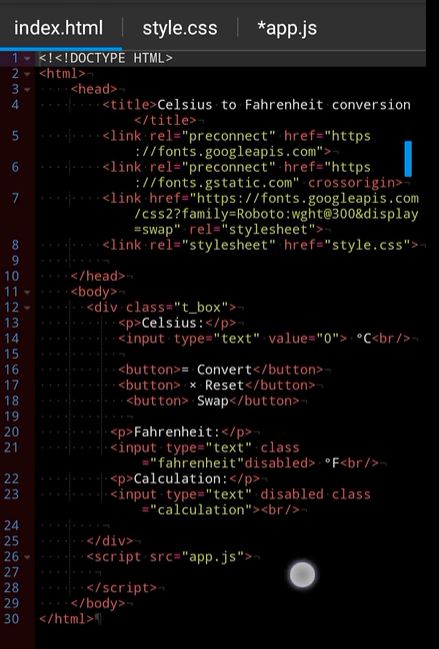 index.html style.css *app.js
1 <!<!DOCTYPE HTML>
2 <html>
3 <head>
4 <title>Celsius to Fahrenheit conversion
</title>
5 <link rel="preconnect" href="https
://fonts.googleapis.com">
6 <link rel="preconnect" href="https
://fonts.gstatic.com" crossorigin>
7 <link href="https://fonts.googleapis.com
/css2?family=Roboto:wght@300&display
=swap" rel="stylesheet">
8 <link rel="stylesheet" href="style.css">
9
10 </head>
11 <body>
12 <div class="t_box">
13 <p>Celsius:</p>
14 <input type="text" value="0"> °C<br/>
15
16 <button>= Convert</button>
17 <button> × Reset</button>
18 <button> Swap</button>
19
20 <p>Fahrenheit:</p>
21 <input type="text" class
="fahrenheit"disabled> °F<br/>
22 <p>Calculation:</p>
23 <input type="text" disabled class
="calculation"><br/>
24
25 </div>
26 <script src="app.js">
27
28 </script>
29 </body>
30 </html>